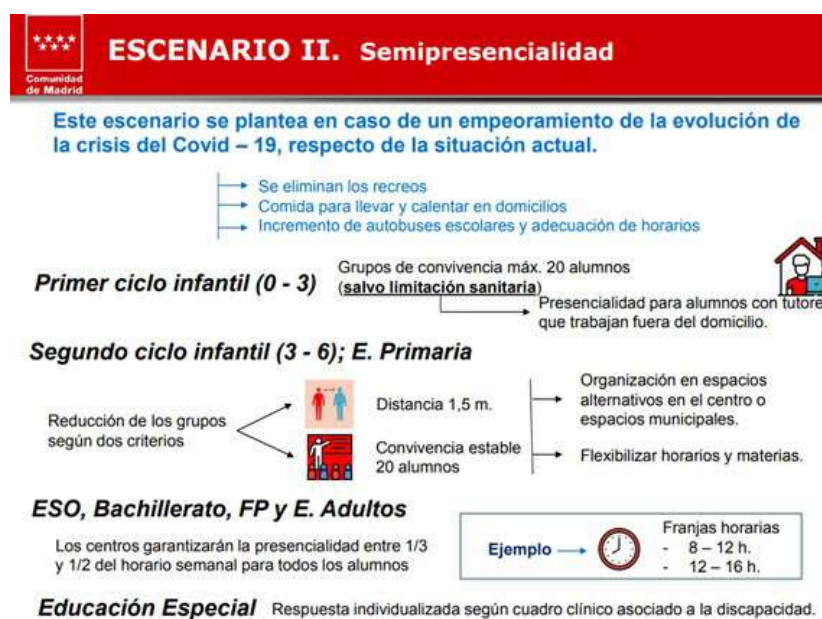 Comunidad
de Madrid
ESCENARIO II. Semipresencialidad
Este escenario se plantea en caso de un empeoramiento de la evolución de
la crisis del Covid – 19, respecto de la situación actual.
Se eliminan los recreos
Comida para llevar y calentar en domicilios
Incremento de autobuses escolares y adecuación de horarios
Primer ciclo infantil (0 - 3)
Grupos de convivencia máx. 20 alumnos
(salvo limitación sanitaria)
Presencialidad para alumnos con tutore
que trabajan fuera del domicilio.
Segundo ciclo infantil (3 - 6); E. Primaria
Reducción de los grupos
según dos criterios
Distancia 1,5 m.
Convivencia estable
20 alumnos
Organización en espacios
alternativos en el centro o
espacios municipales.
Flexibilizar horarios y materias.
ESO, Bachillerato, FP y E. Adultos
Los centros garantizarán la presencialidad entre 1/3
y 1/2 del horario semanal para todos los alumnos
Ejemplo
Franjas horarias
- 8 – 12 h.
- 12 – 16 h.
Educación Especial Respuesta individualizada según cuadro clínico asociado a la discapacidad.